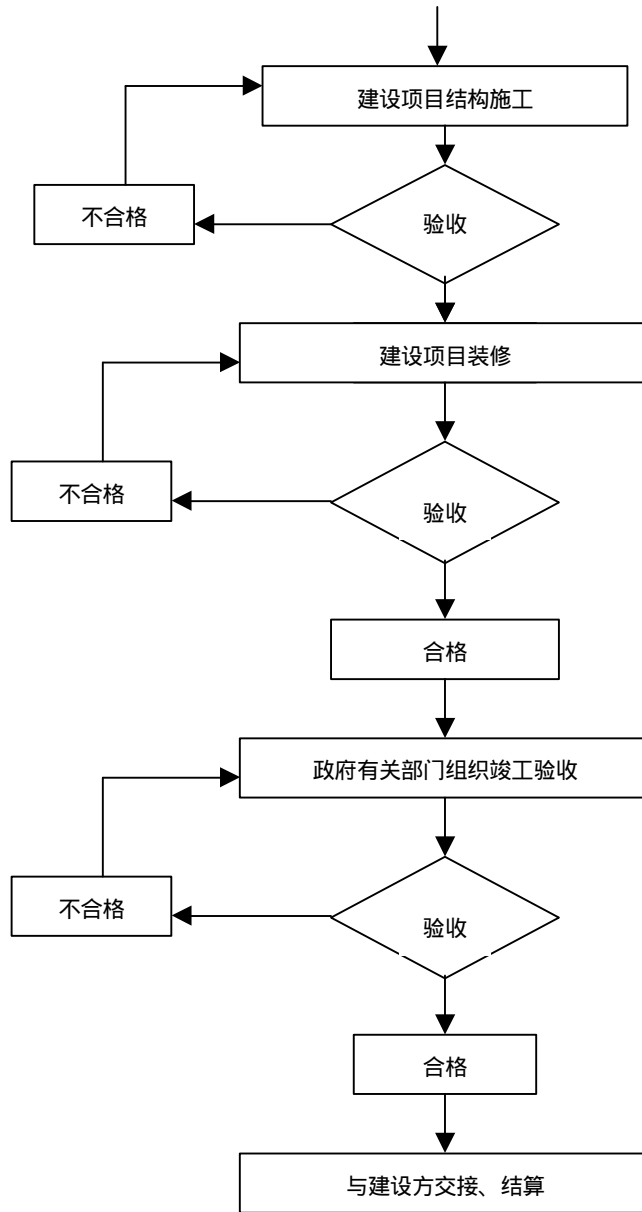 建设项目结构施工
不合格
验收
建设项目装修
不合格
验收
合格
政府有关部门组织竣工验收
不合格
验收
合格
与建设方交接、结算